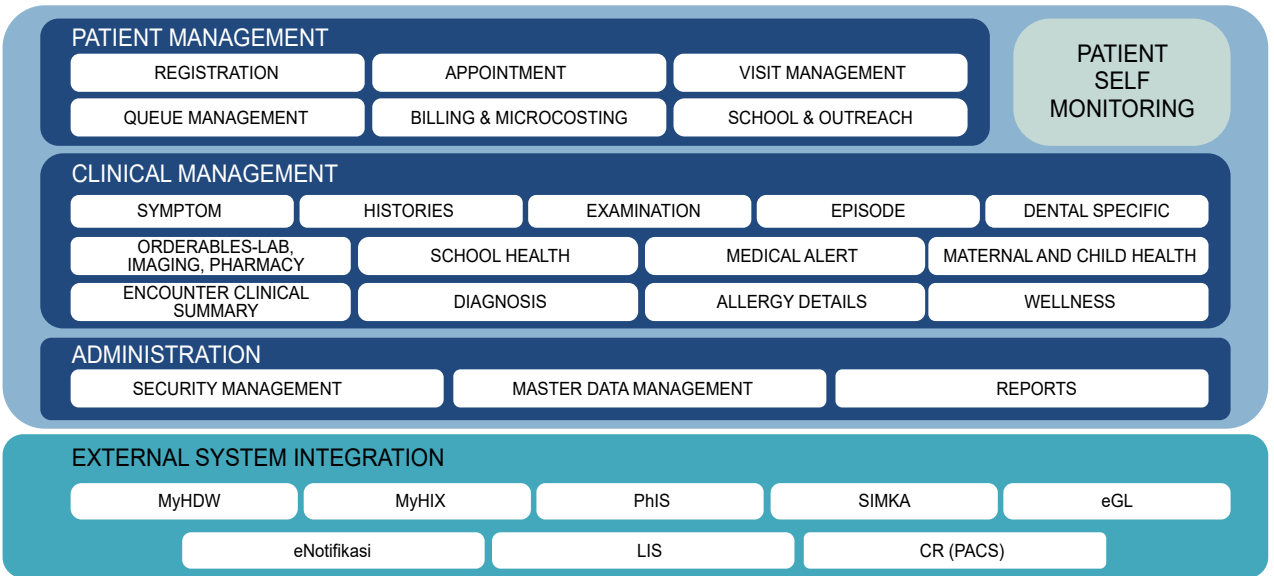 PATIENT MANAGEMENT
REGISTRATION
APPOINTMENT
VISIT MANAGEMENT
QUEUE MANAGEMENT
BILLING & MICROCOSTING
SCHOOL & OUTREACH
PATIENT
SELF
MONITORING
CLINICAL MANAGEMENT
SYMPTOM
HISTORIES
EXAMINATION
EPISODE
DENTAL SPECIFIC
ORDERABLES-LAB,
IMAGING, PHARMACY
SCHOOL HEALTH
MEDICAL ALERT
MATERNAL AND CHILD HEALTH
ENCOUNTER CLINICAL
SUMMARY
DIAGNOSIS
ALLERGY DETAILS
WELLNESS
ADMINISTRATION
SECURITY MANAGEMENT
MASTER DATA MANAGEMENT
REPORTS
EXTERNAL SYSTEM INTEGRATION
MyHDW
MyHIX
PhIS
SIMKA
eGL
eNotifikasi
LIS
CR (PACS)